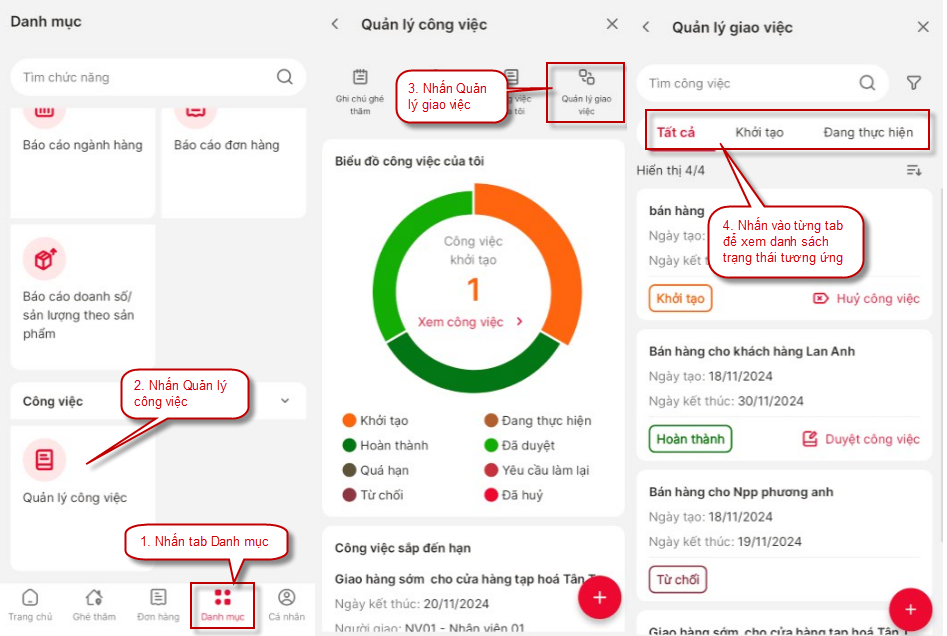 Danh mục
Tìm chức năng
Báo cáo ngành hàng
Báo cáo đơn hàng
Báo cáo doanh số/
sản lượng theo sản
phẩm
2. Nhấn Quản lý
công việc
Công việc
Quản lý công việc
1. Nhấn tab Danh mục
Trang chủ
Ghé thăm
Đơn hàng
Danh mục
Cá nhân
Quản lý công việc
Ghi chú ghé
thăm
3. Nhấn Quản
lý giao việc
việc
tôi
Quản lý giao
việc
Biểu đồ công việc của tôi
Công việc
khởi tạo
1
Xem công việc
Khởi tạo
Đang thực hiện
Hoàn thành
Đã duyệt
Quá hạn
Yêu cầu làm lại
Từ chối
Đã huỷ
Công việc sắp đến hạn
Giao hàng sớm cho cửa hàng tạp hoá Tân
Ngày kết thúc: 20/11/2024
Người giao: NV01 - Nhân viên 01
Quản lý giao việc
Tìm công việc
Tất cả
Khởi tạo
Đang thực hiện
Hiển thị 4/4
bán hàng
Ngày tạo:
Ngày kết
4. Nhấn vào từng tab
để xem danh sách
trạng thái tương ứng
Khởi tạo
Huỷ công việc
Bán hàng cho khách hàng Lan Anh
Ngày tạo: 18/11/2024
Ngày kết thúc: 30/11/2024
Hoàn thành
Duyệt công việc
Bán hàng cho Npp phương anh
Ngày tạo: 18/11/2024
Ngày kết thúc: 19/11/2024
Từ chối
Giao hàng sớm cho cửa hàng tạp hoá Tân